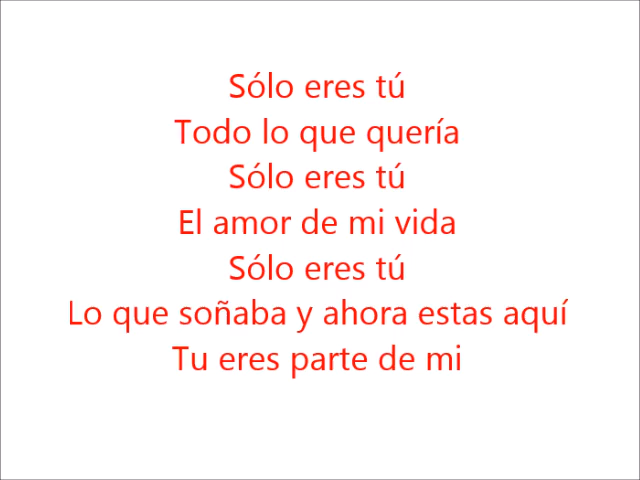 Sólo eres tú
Todo lo que quería
Sólo eres tú
El amor de mi vida
Sólo eres tú
Lo que soñaba y ahora estas aquí
Tu eres parte de mi